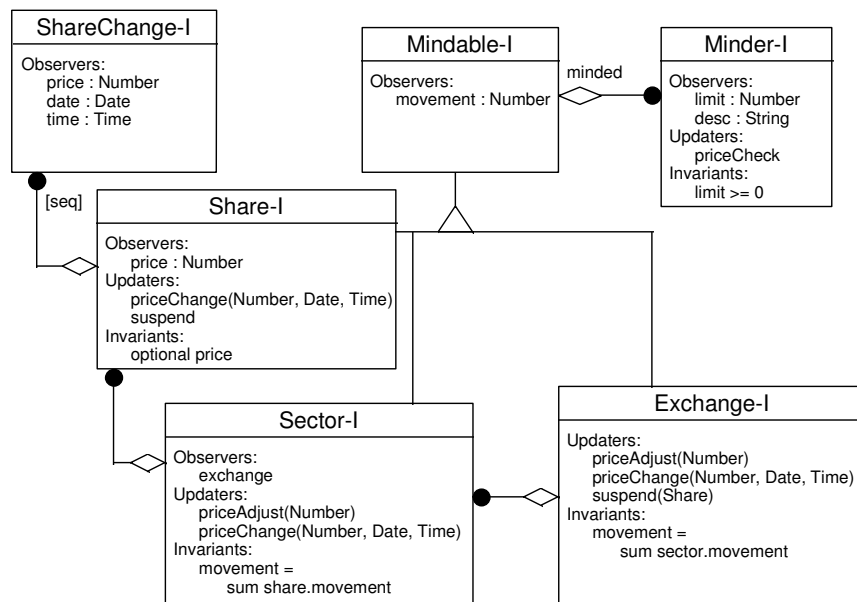 ShareChange-I
Observers:
price : Number
date : Date
time : Time
[seq]
Mindable-I
Observers:
movement : Number
minded
Minder-I
Observers:
limit : Number
desc : String
Updaters:
priceCheck
Invariants:
limit >= 0
Share-I
Observers:
price : Number
Updaters:
priceChange(Number, Date, Time)
suspend
Invariants:
optional price
Sector-I
Observers:
exchange
Updaters:
priceAdjust(Number)
priceChange(Number, Date, Time)
Invariants:
movement =
sum share.movement
Exchange-I
Updaters:
priceAdjust(Number)
priceChange(Number, Date, Time)
suspend(Share)
Invariants:
movement =
sum sector.movement